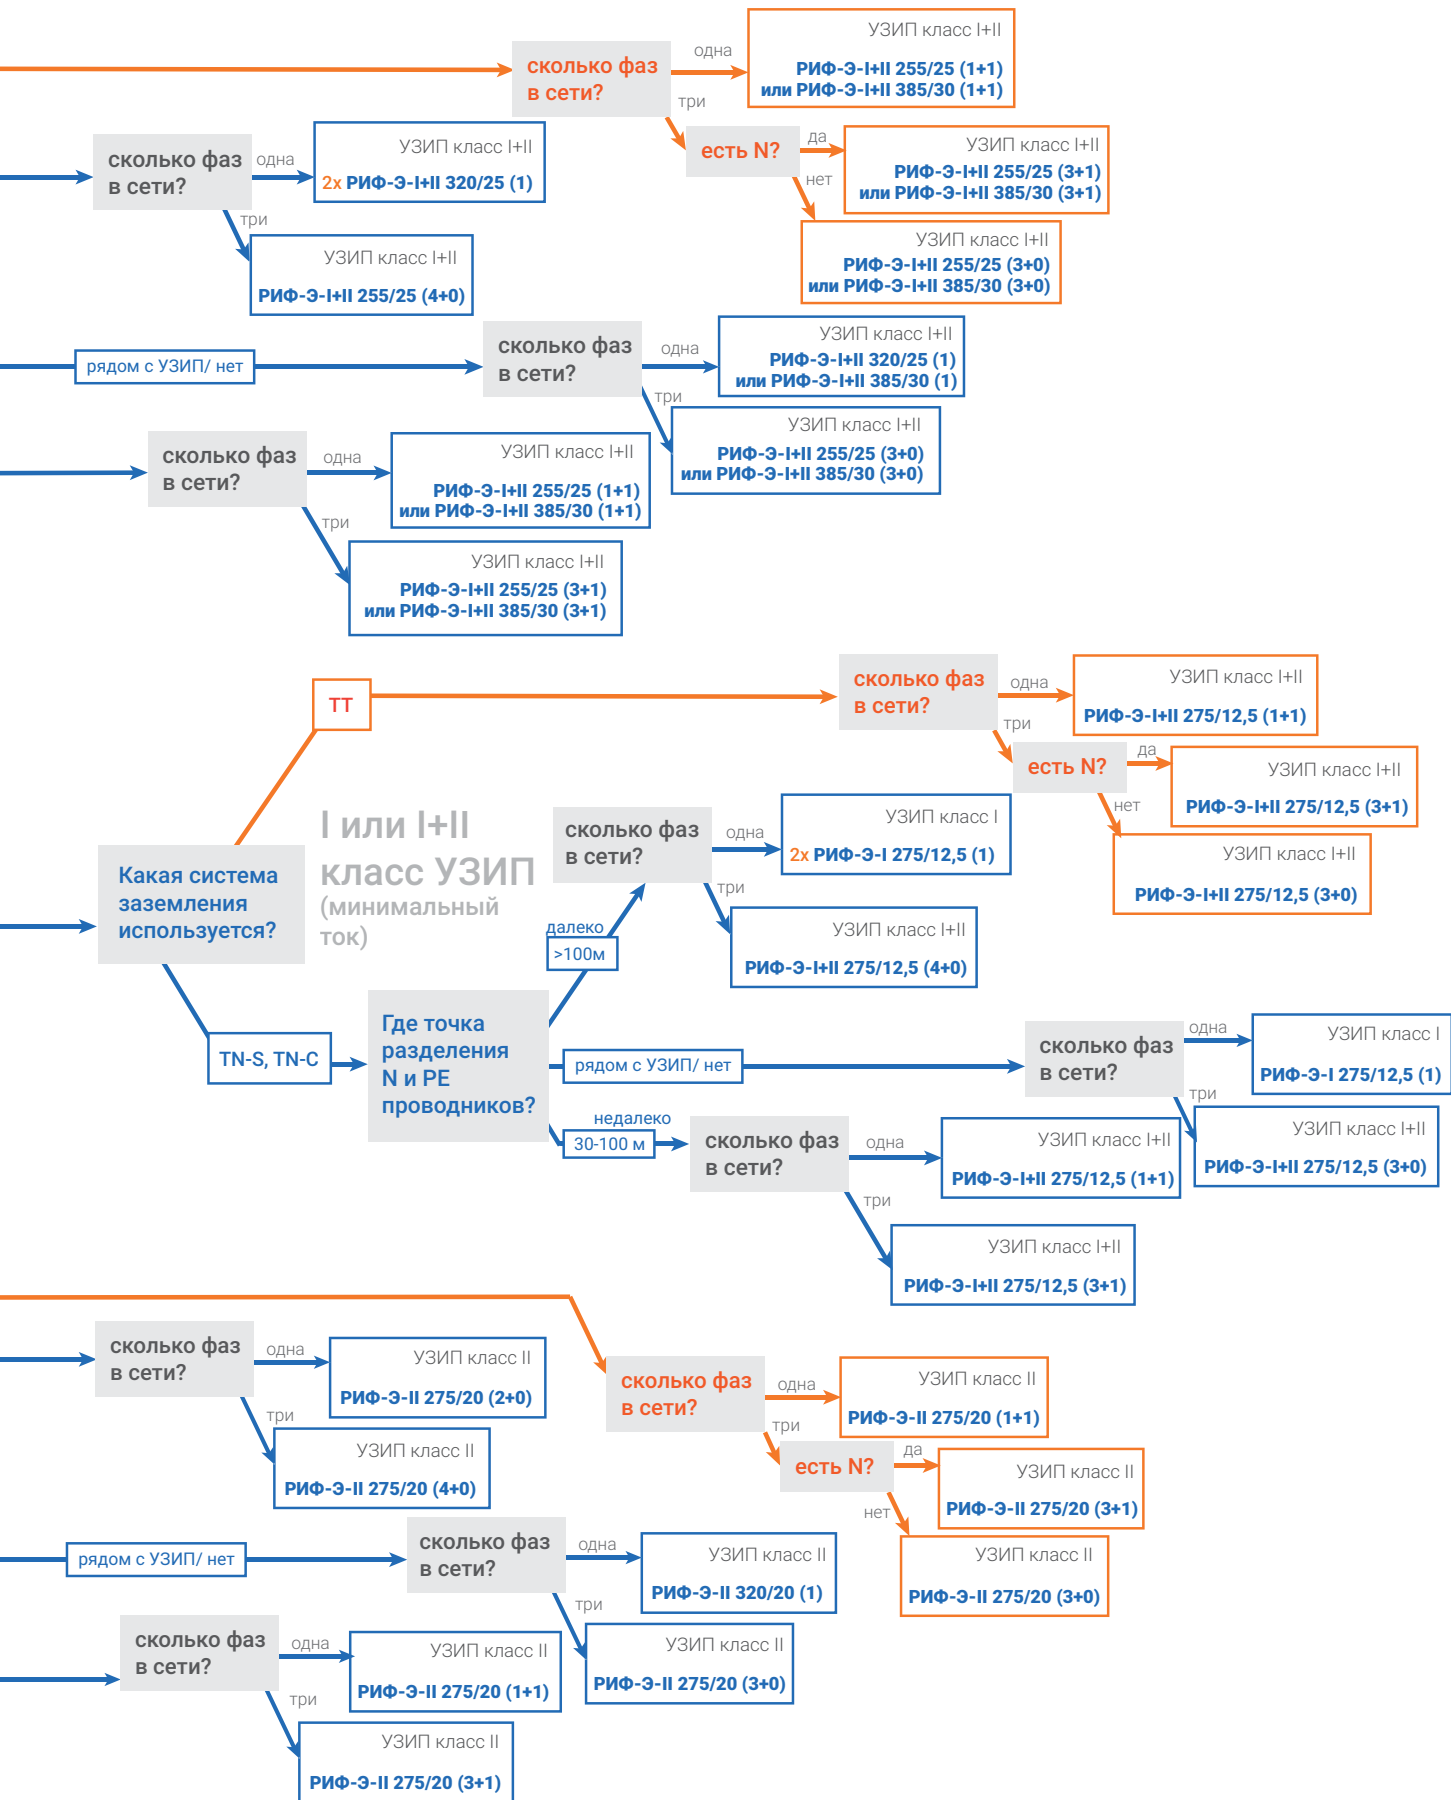 УЗИП класс I+II
РИФ-Э-I+II 255/25 (1+1)
или РИФ-Э-I+II 385/30 (1+1)
одна
сколько фаз
в сети?
три
есть N?
да
нет
УЗИП класс I+II
РИФ-Э-I+II 255/25 (3+1)
или РИФ-Э-I+II 385/30 (3+1)
УЗИП класс I+II
РИФ-Э-I+II 255/25 (3+0)
или РИФ-Э-I+II 385/30 (3+0)
сколько фаз
в сети?
одна
УЗИП класс I+II
2x РИФ-Э-I+II 320/25 (1)
три
УЗИП класс I+II
РИФ-Э-I+II 255/25 (4+0)
рядом с УЗИП/ нет
сколько фаз
в сети?
одна
УЗИП класс I+II
РИФ-Э-I+II 320/25 (1)
или РИФ-Э-I+II 385/30 (1)
три
УЗИП класс I+II
РИФ-Э-I+II 255/25 (3+0)
или РИФ-Э-I+II 385/30 (3+0)
сколько фаз
в сети?
одна
УЗИП класс I+II
РИФ-Э-I+II 255/25 (1+1)
или РИФ-Э-I+II 385/30 (1+1)
три
УЗИП класс I+II
РИФ-Э-I+II 255/25 (3+1)
или РИФ-Э-I+II 385/30 (3+1)
TT
сколько фаз
в сети?
одна
УЗИП класс I+II
РИФ-Э-I+II 275/12,5 (1+1)
три
есть N?
да
УЗИП класс I+II
РИФ-Э-I+II 275/12,5 (3+1)
нет
УЗИП класс I+II
РИФ-Э-I+II 275/12,5 (3+0)
I или I+II
класс УЗИП
(минимальный
ток)
Какая система
заземления
используется?
TN-S, TN-C
Где точка
разделения
N и PE
проводников?
далеко
>100м
сколько фаз
в сети?
одна
УЗИП класс I
2x РИФ-Э-I 275/12,5 (1)
три
УЗИП класс I+II
РИФ-Э-I+II 275/12,5 (4+0)
рядом с УЗИП/ нет
сколько фаз
в сети?
одна
УЗИП класс I
РИФ-Э-I 275/12,5 (1)
три
УЗИП класс I+II
РИФ-Э-I+II 275/12,5 (3+0)
недалеко
30-100 м
сколько фаз
в сети?
одна
УЗИП класс I+II
РИФ-Э-I+II 275/12,5 (1+1)
три
УЗИП класс I+II
РИФ-Э-I+II 275/12,5 (3+1)
сколько фаз
в сети?
одна
УЗИП класс II
РИФ-Э-II 275/20 (2+0)
три
УЗИП класс II
РИФ-Э-II 275/20 (4+0)
сколько фаз
в сети?
одна
УЗИП класс II
РИФ-Э-II 275/20 (1+1)
три
есть N?
да
УЗИП класс II
РИФ-Э-II 275/20 (3+1)
нет
УЗИП класс II
РИФ-Э-II 275/20 (3+0)
рядом с УЗИП/ нет
сколько фаз
в сети?
одна
УЗИП класс II
РИФ-Э-II 320/20 (1)
три
УЗИП класс II
РИФ-Э-II 275/20 (3+0)
сколько фаз
в сети?
одна
УЗИП класс II
РИФ-Э-II 275/20 (1+1)
три
УЗИП класс II
РИФ-Э-II 275/20 (3+1)